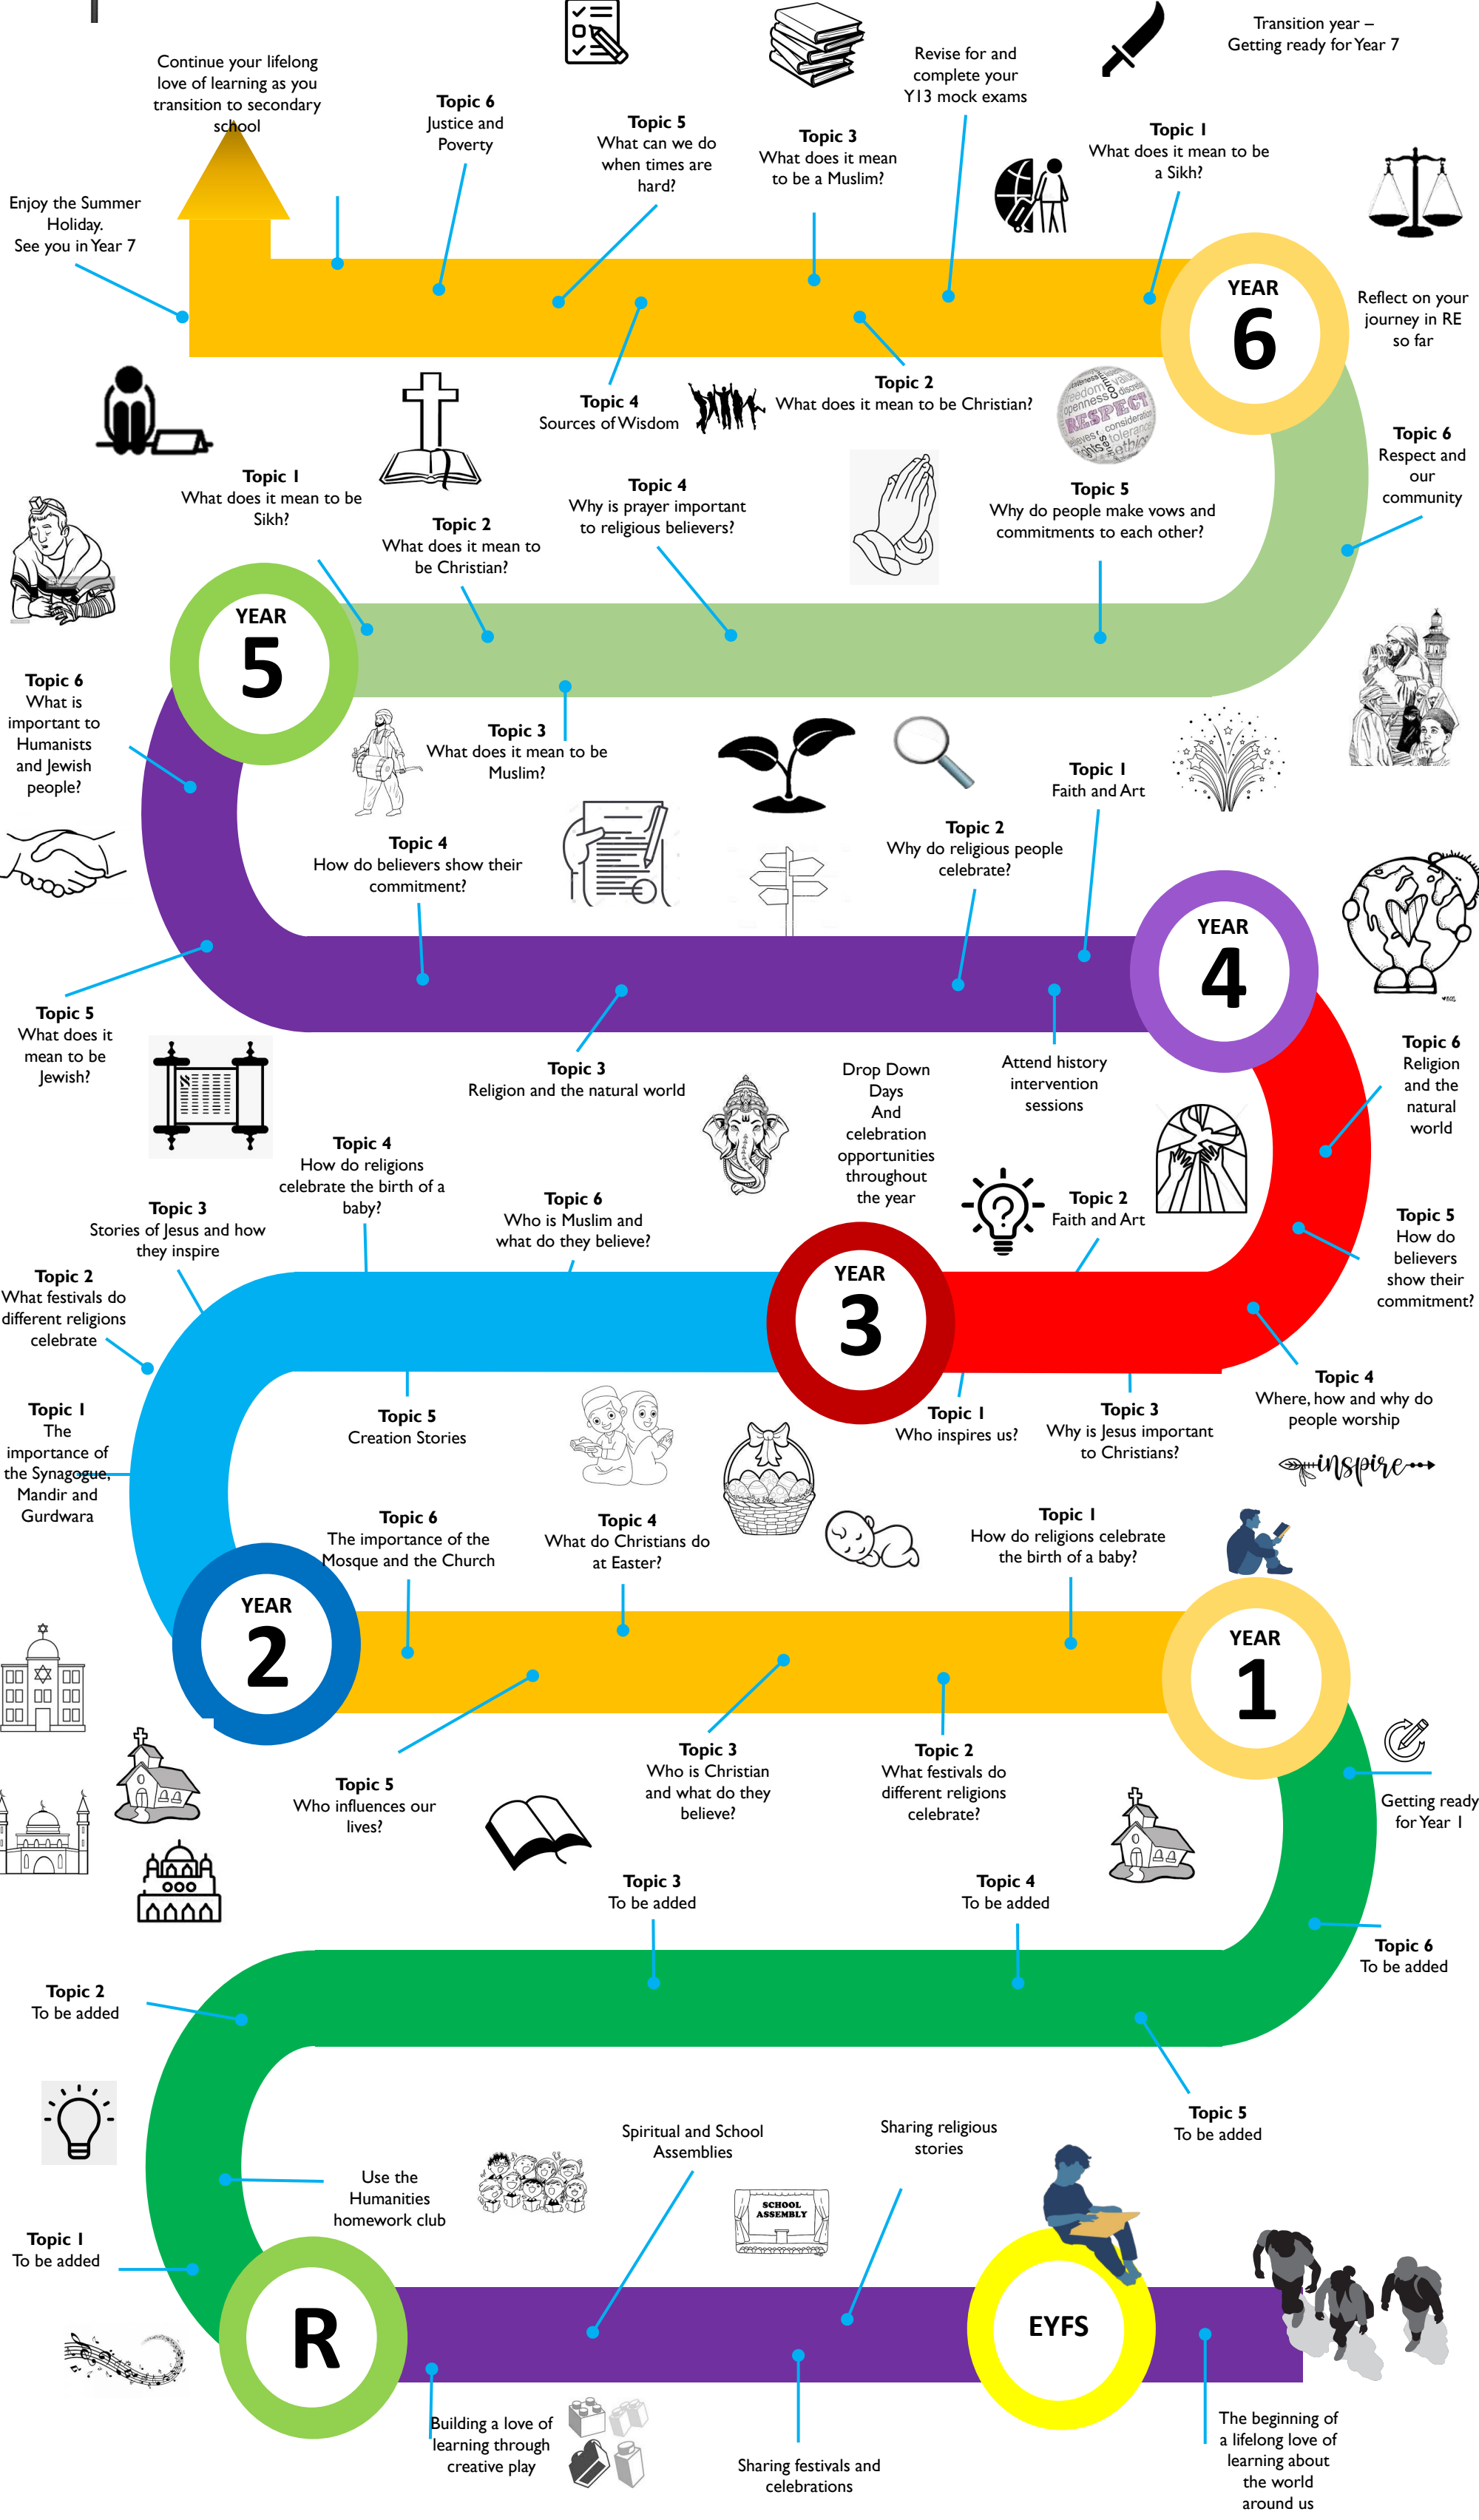 Transition year –
Getting ready for Year 7
Continue your lifelong
love of learning as you
transition to secondary
school
Revise for and
complete your
Y13 mock exams
Topic 6
Justice and
Poverty
Topic 5
What can we do
when times are
hard?
Topic 3
What does it mean
to be a Muslim?
Topic 1
What does it mean to be
a Sikh?
Enjoy the Summer
Holiday.
See you in Year 7
YEAR
6
Reflect on your
journey in RE
so far
Topic 4
Sources of Wisdom
Topic 2
What does it mean to be Christian?
RESPECT
openness
consideration
Topic 6
Respect and
our
community
Topic 1
What does it mean to be
Sikh?
Topic 2
What does it mean to
be Christian?
Topic 4
Why is prayer important
to religious believers?
Topic 5
Why do people make vows and
commitments to each other?
YEAR
5
Topic 6
What is
important to
Humanists
and Jewish
people?
Topic 3
What does it mean to be
Muslim?
Topic 1
Faith and Art
Topic 4
How do believers show their
commitment?
Topic 2
Why do religious people
celebrate?
YEAR
4
Topic 5
What does it
mean to be
Jewish?
Topic 3
Religion and the natural world
Drop Down
Days
And
celebration
opportunities
throughout
the year
Attend history
intervention
sessions
Topic 6
Religion
and the
natural
world
Topic 4
How do religions
celebrate the birth of a
baby?
Topic 3
Stories of Jesus and how
they inspire
Topic 6
Who is Muslim and
what do they believe?
Topic 2
Faith and Art
Topic 5
How do
believers
show their
commitment?
Topic 2
What festivals do
different religions
celebrate
YEAR
3
Topic 1
The
importance of
the Synagogue,
Mandir and
Gurdwara
Topic 5
Creation Stories
Topic 1
Who inspires us?
Topic 3
Why is Jesus important
to Christians?
Topic 4
Where, how and why do
people worship
inspire
Topic 6
The importance of the
Mosque and the Church
Topic 4
What do Christians do
at Easter?
Topic 1
How do religions celebrate
the birth of a baby?
YEAR
2
YEAR
1
Topic 5
Who influences our
lives?
Topic 3
Who is Christian
and what do they
believe?
Topic 2
What festivals do
different religions
celebrate?
Getting ready
for Year 1
Topic 3
To be added
Topic 4
To be added
Topic 6
To be added
Topic 2
To be added
Topic 5
To be added
Spiritual and School
Assemblies
Sharing religious
stories
Use the
Humanities
homework club
SCHOOL
ASSEMBLY
Topic 1
To be added
R
EYFS
Building a love of
learning through
creative play
Sharing festivals and
celebrations
The beginning of
a lifelong love of
learning about
the world
around us